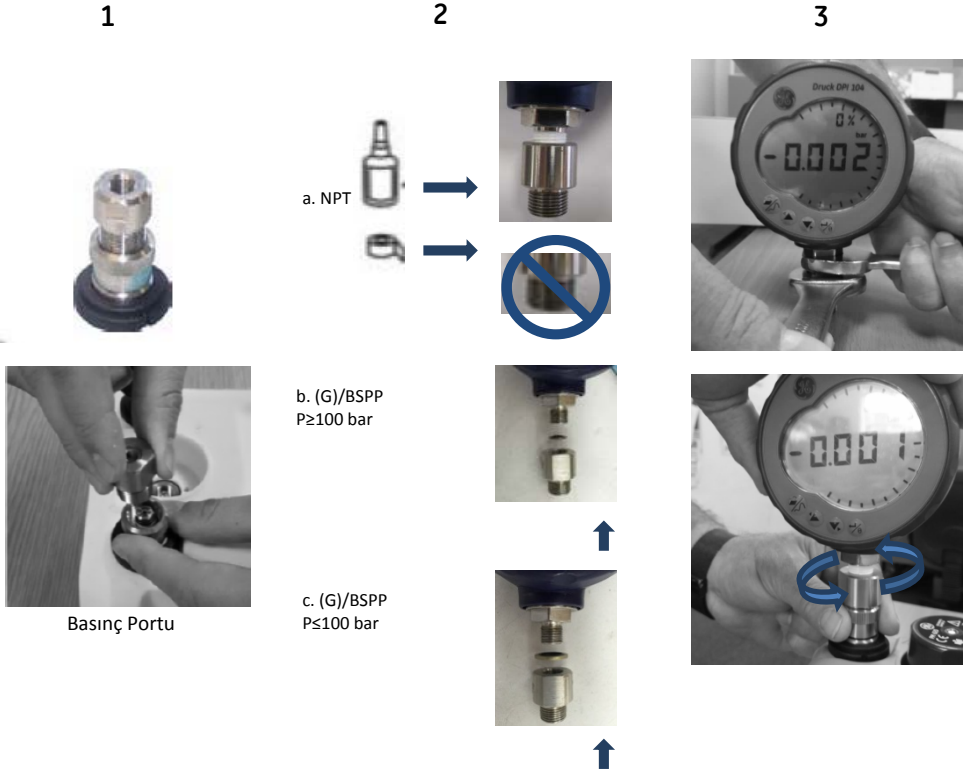 1
2
3
a. NPT
Druck DPI 104
0%
bar
-0.002
b. (G)/BSPP
P≥100 bar
-0.001
c. (G)/BSPP
P≤100 bar
Basınç Portu